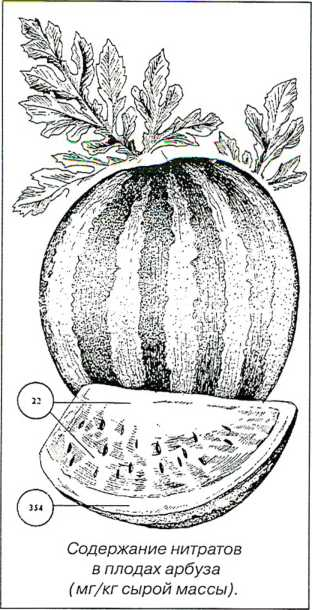 22
354
Содержание нитратов
в плодах арбуза
(мг/кг сырой массы).